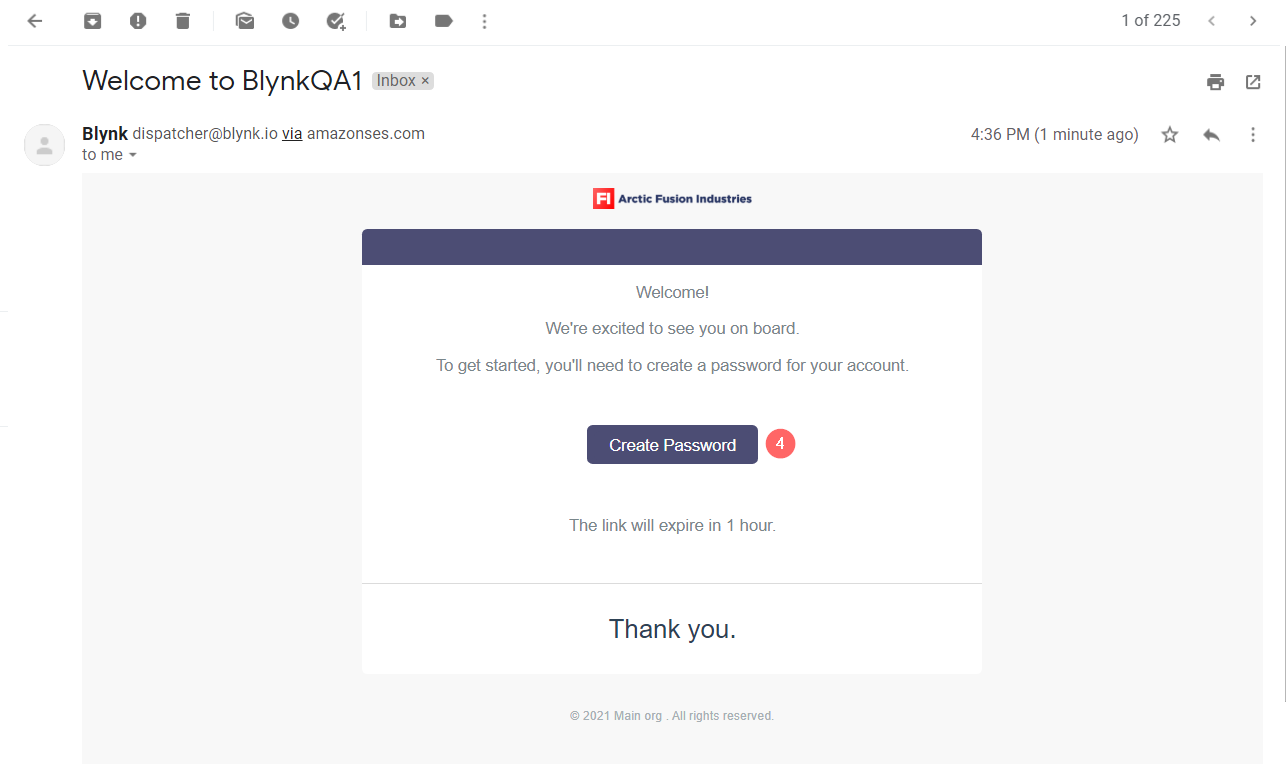 1 of 225
Welcome to BlynkQA1 Inbox ×
Blynk dispatcher@blynk.io via amazonses.com 4:36 PM (1 minute ago)
to me
FI Arctic Fusion Industries
Welcome!
We're excited to see you on board.
To get started, you'll need to create a password for your account.
Create Password 4
The link will expire in 1 hour.
Thank you.
© 2021 Main org . All rights reserved.